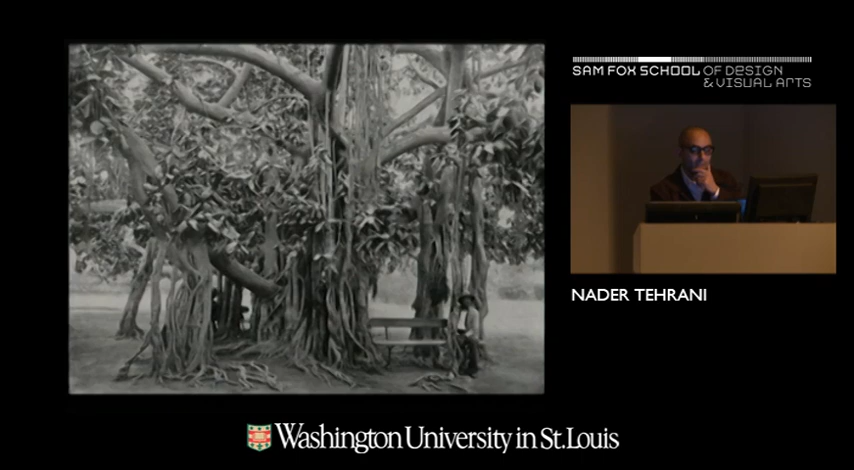 SAM FOX SCHOOL OF DESIGN
& VISUAL ARTS
NADER TEHRANI
Washington University in St. Louis